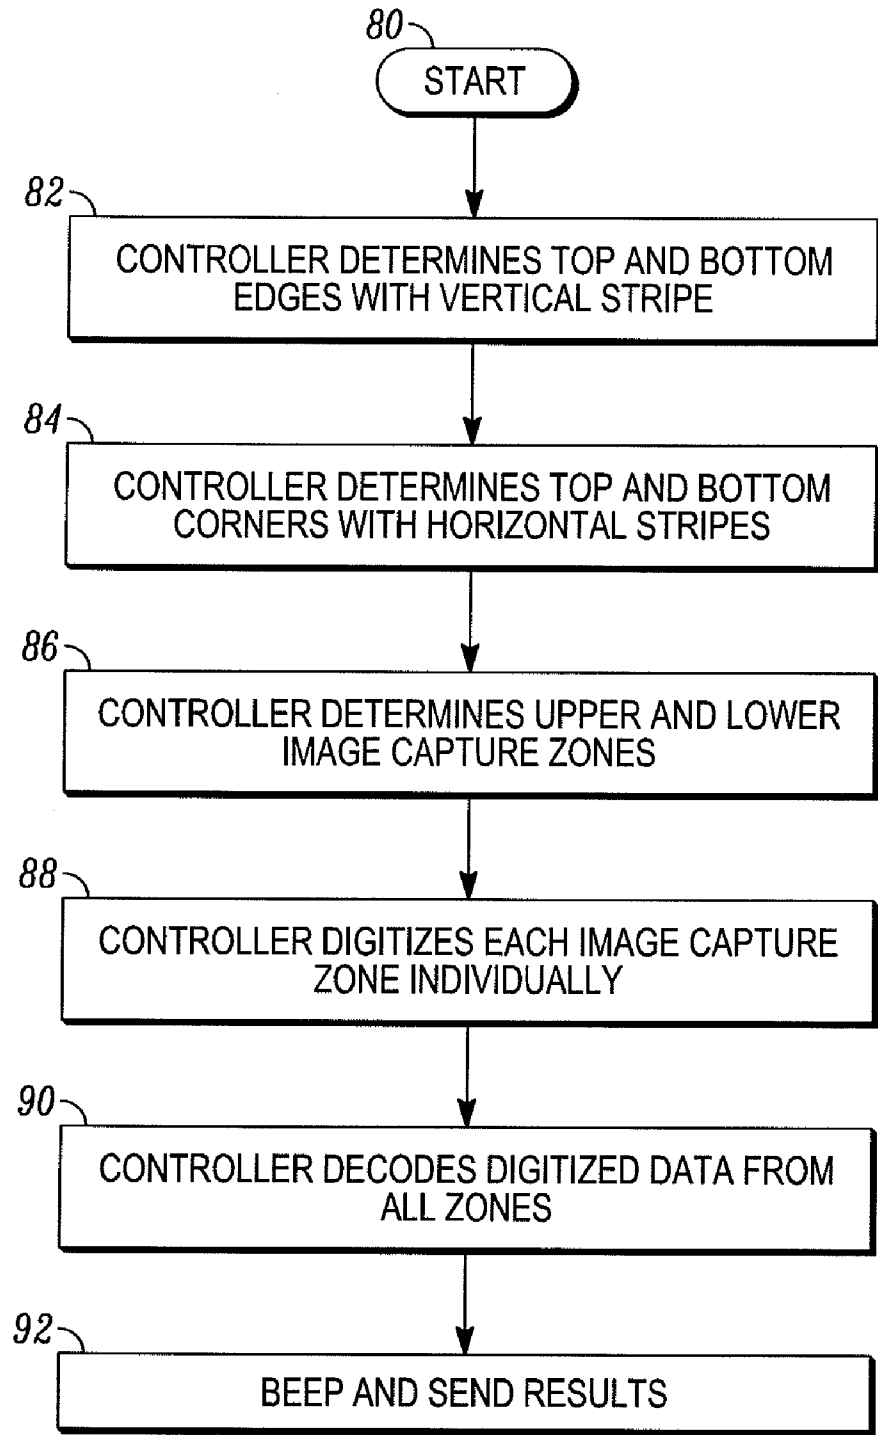 80
START
82
CONTROLLER DETERMINES TOP AND BOTTOM
EDGES WITH VERTICAL STRIPE
84
CONTROLLER DETERMINES TOP AND BOTTOM
CORNERS WITH HORIZONTAL STRIPES
86
CONTROLLER DETERMINES UPPER AND LOWER
IMAGE CAPTURE ZONES
88
CONTROLLER DIGITIZES EACH IMAGE CAPTURE
ZONE INDIVIDUALLY
90
CONTROLLER DECODES DIGITIZED DATA FROM
ALL ZONES
92
BEEP AND SEND RESULTS